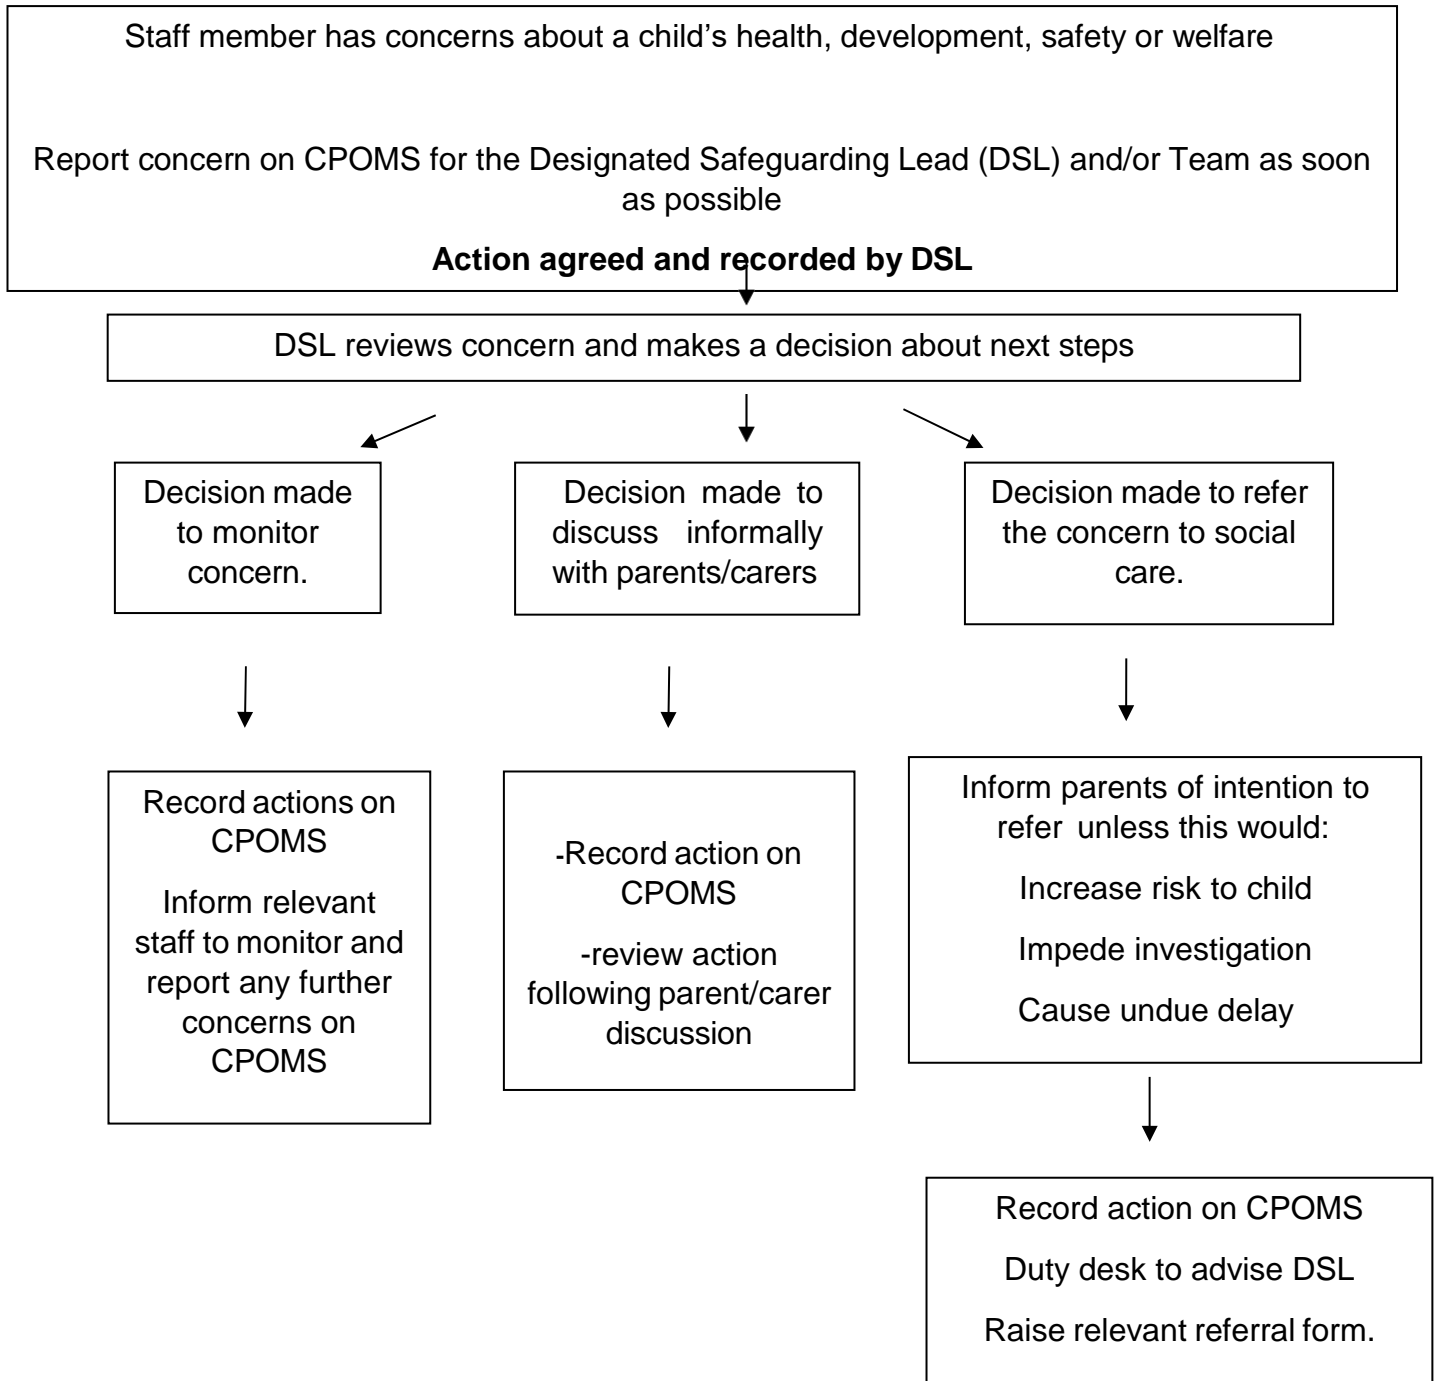 Staff member has concerns about a child’s health, development, safety or welfare
Report concern on CPOMS for the Designated Safeguarding Lead (DSL) and/or Team as soon
as possible
Action agreed and recorded by DSL
DSL reviews concern and makes a decision about next steps
Decision made
to monitor
concern.
Decision made to
discuss informally
with parents/carers
Decision made to refer
the concern to social
care.
Record actions on
CPOMS
Inform relevant
staff to monitor and
report any further
concerns on
CPOMS
-Record action on
CPOMS
-review action
following parent/carer
discussion
Inform parents of intention to
refer unless this would:
Increase risk to child
Impede investigation
Cause undue delay
Record action on CPOMS
Duty desk to advise DSL
Raise relevant referral form.